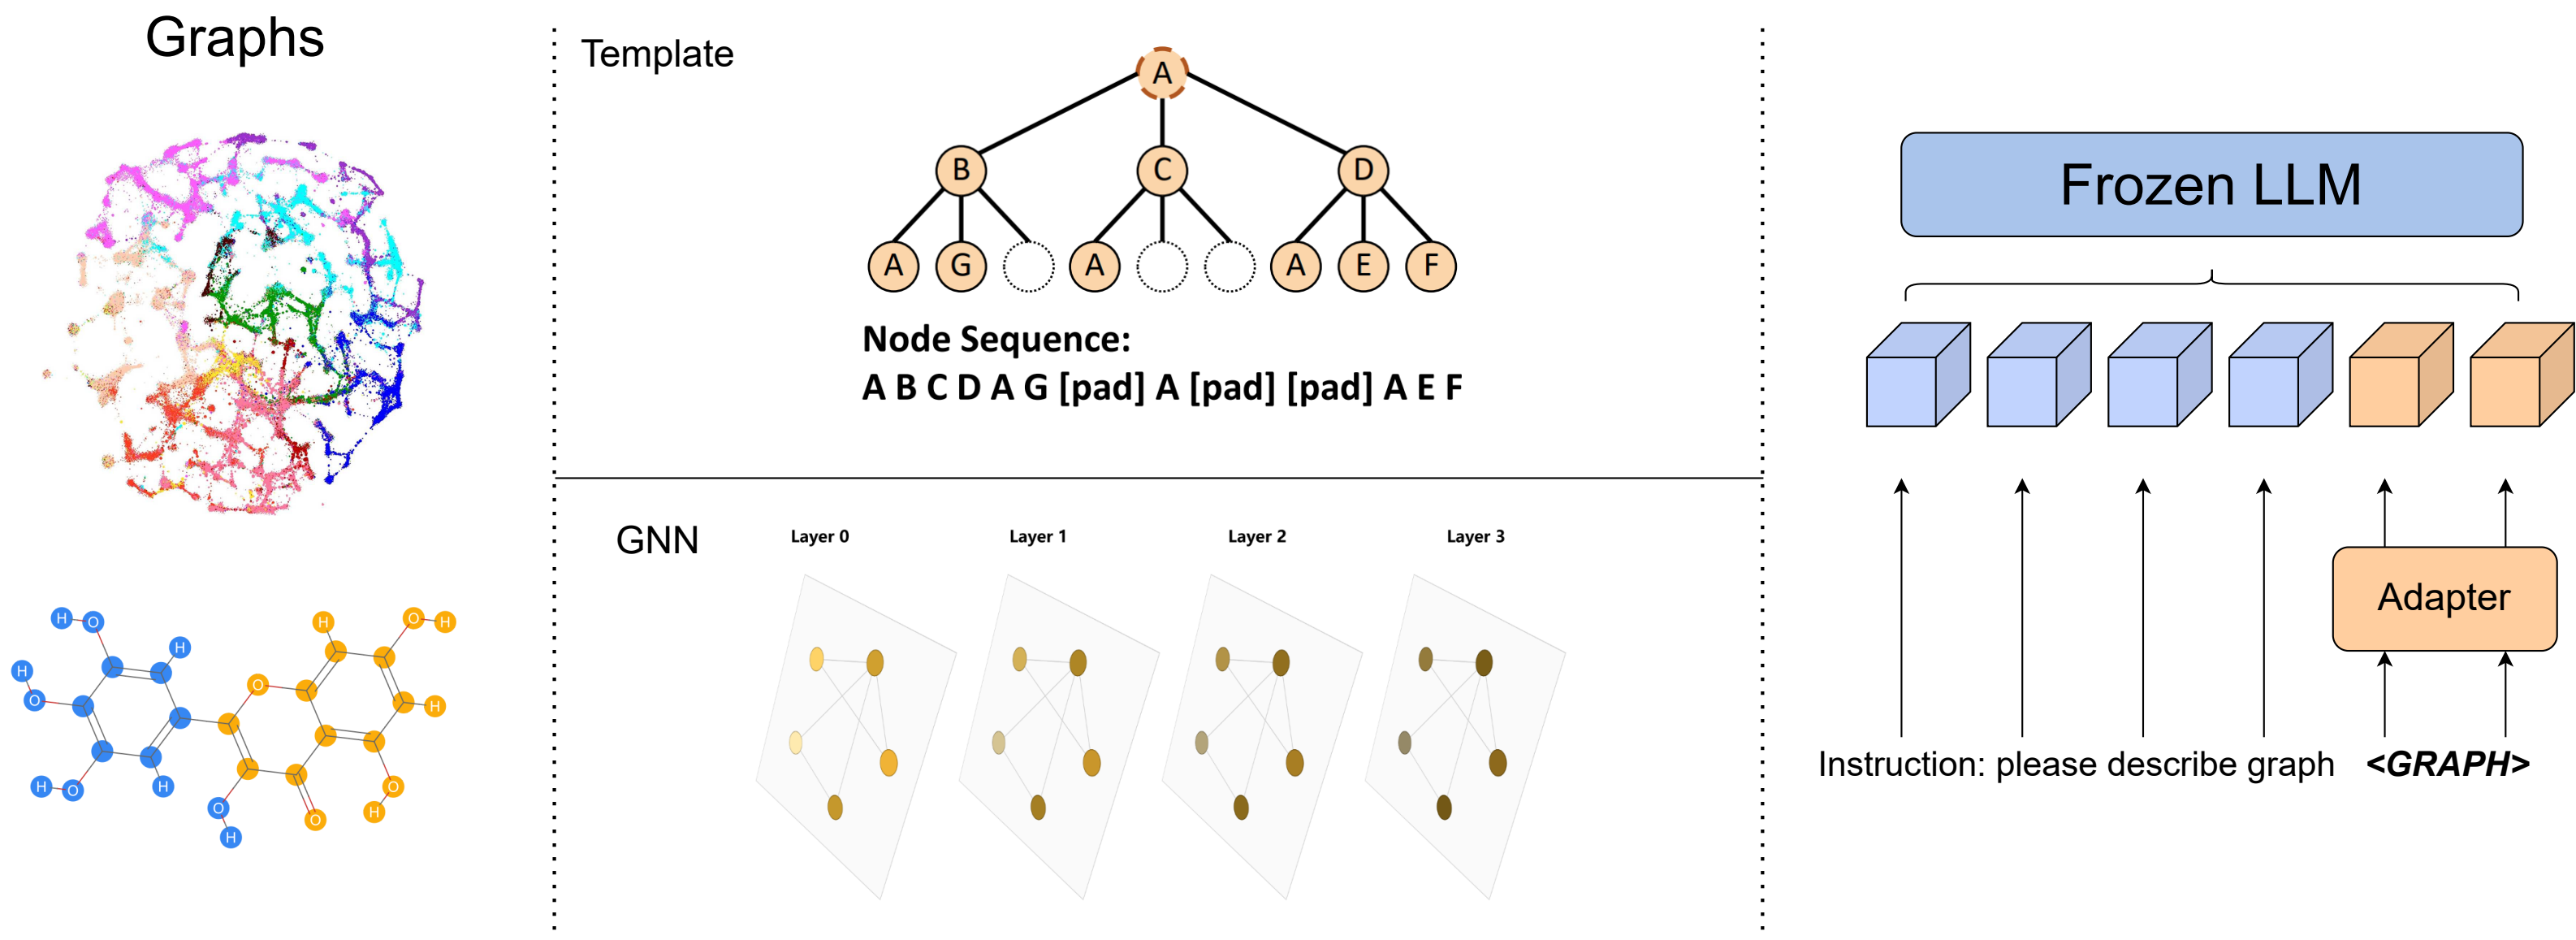 Graphs
H O
H
H
O
H O
H
O
H
O
H
O H
H
O
H
O
Template
A
B C D
A G A A E F
Node Sequence:
A B C D A G [pad] A [pad] [pad] A E F
GNN
Layer 0 Layer 1 Layer 2 Layer 3
Frozen LLM
Adapter
Instruction: please describe graph <GRAPH>